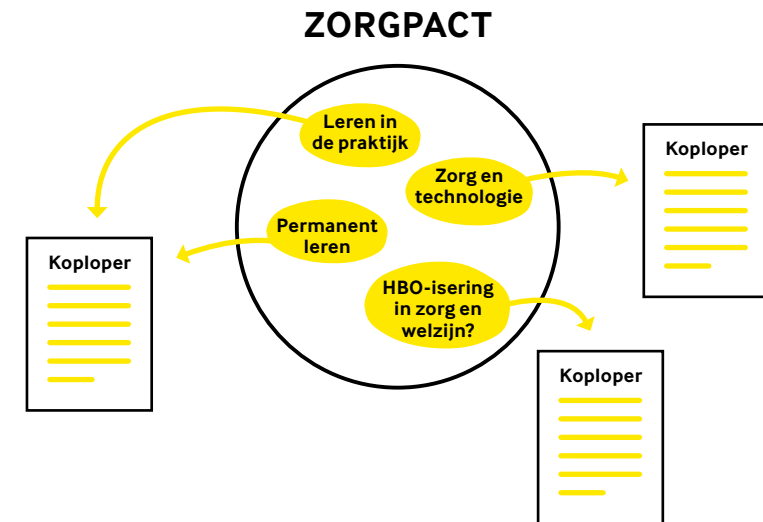 ZORGPACT
Leren in
de praktijk
Koploper
Zorg en
technologie
Permanent
leren
Koploper
HBO-isering
in zorg en
welzijn?
Koploper